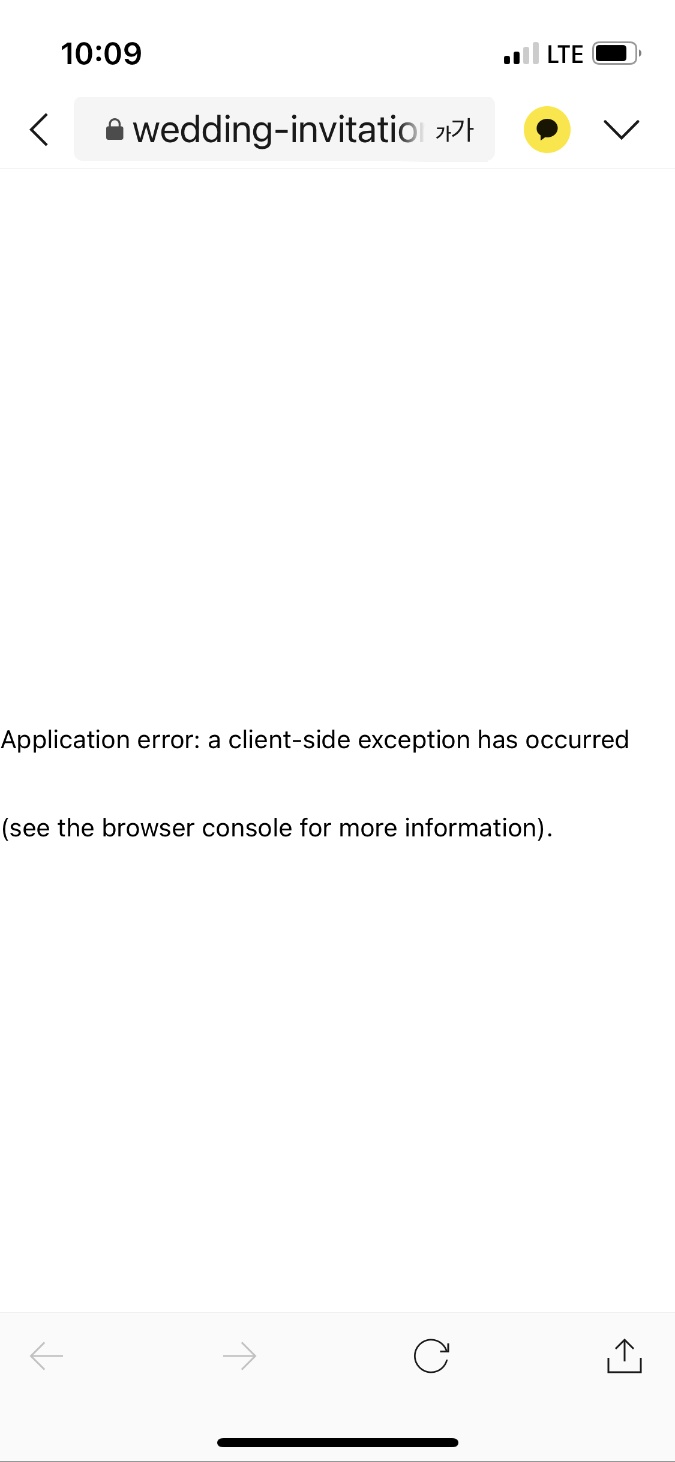 10:09
LTE
wedding-invitatio
가가
Application error: a client-side exception has occurred
(see the browser console for more information).